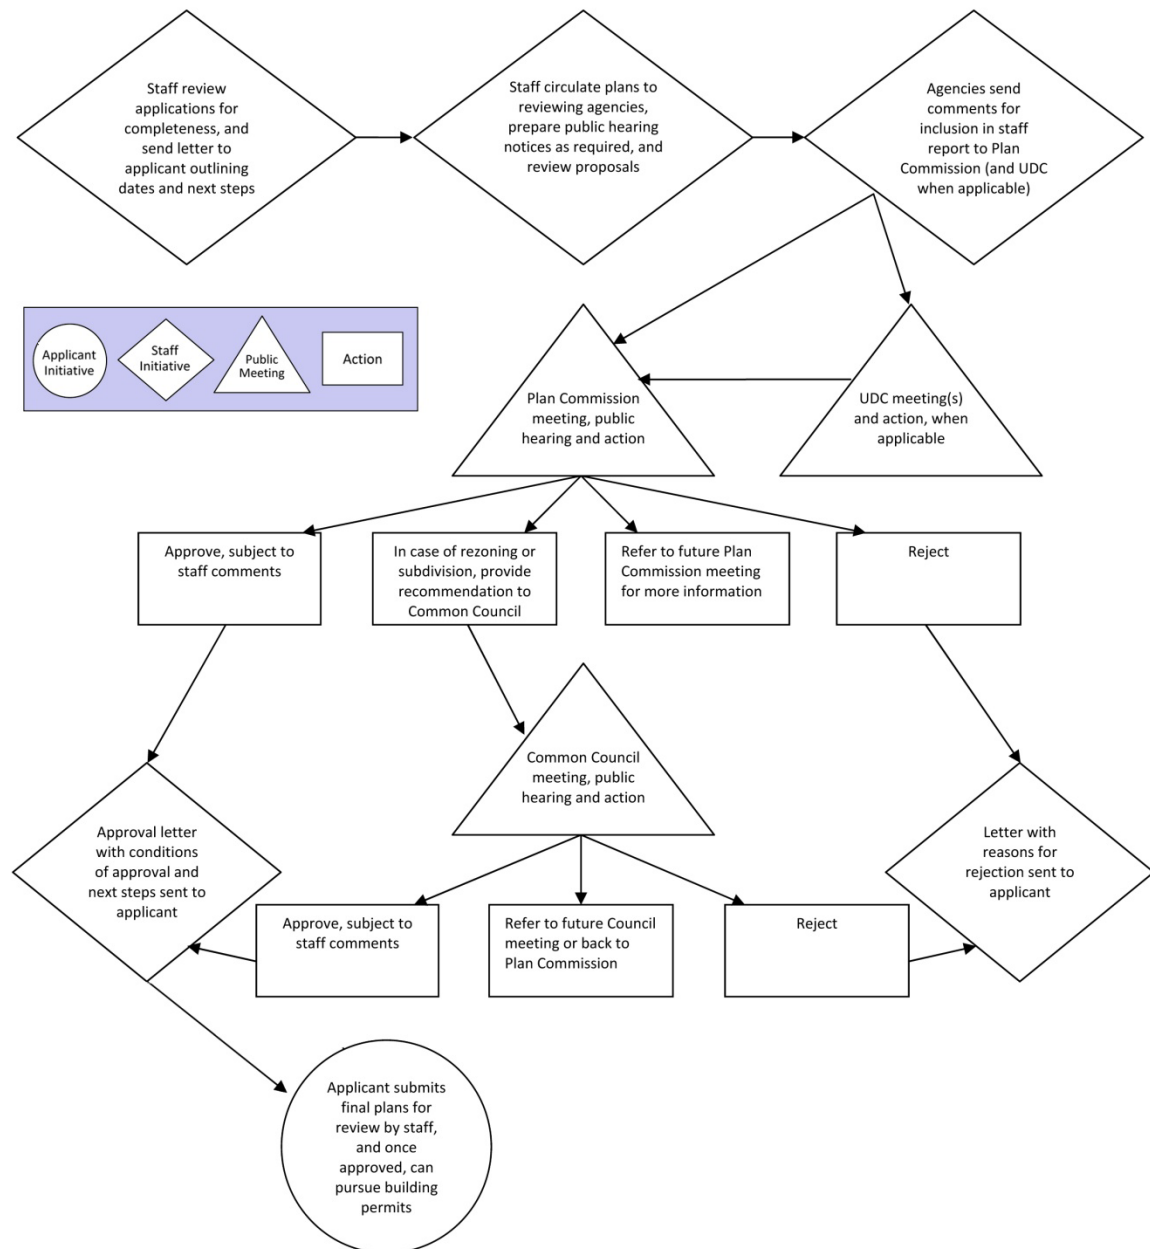 Staff review
applications for
completeness, and
send letter to
applicant outlining
dates and next steps
Staff circulate plans to
reviewing agencies,
prepare public hearing
notices as required, and
review proposals
Agencies send
comments for
inclusion in staff
report to Plan
Commission (and UDC
when applicable)
Applicant
Initiative
Staff
Initiative
Public
Meeting
Action
Plan Commission
meeting, public
hearing and action
UDC meeting(s)
and action, when
applicable
Approve, subject to
staff comments
In case of rezoning or
subdivision, provide
recommendation to
Common Council
Refer to future Plan
Commission meeting
for more information
Reject
Common Council
meeting, public
hearing and action
Approval letter
with conditions
of approval and
next steps sent to
applicant
Letter with
reasons for
rejection sent to
applicant
Approve, subject to
staff comments
Refer to future Council
meeting or back to
Plan Commission
Reject
Applicant submits
final plans for
review by staff,
and once
approved, can
pursue building
permits